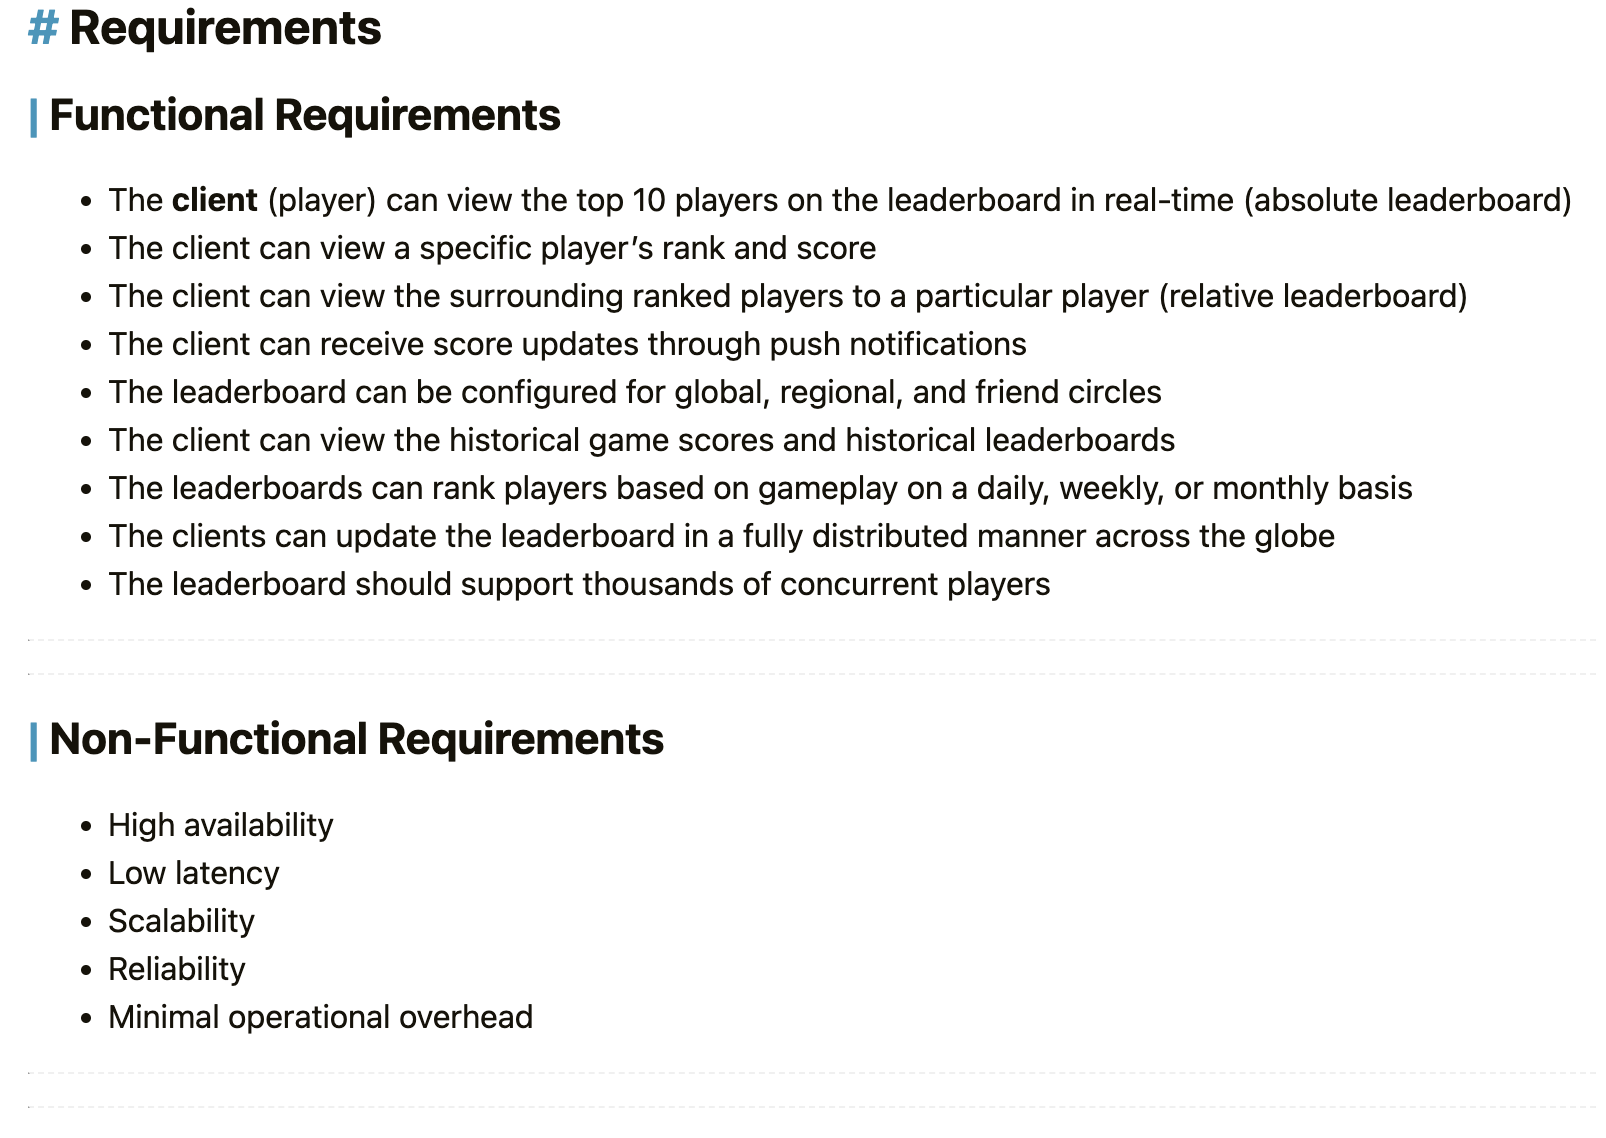 # Requirements
Functional Requirements
• The client (player) can view the top 10 players on the leaderboard in real-time (absolute leaderboard)
• The client can view a specific player’s rank and score
• The client can view the surrounding ranked players to a particular player (relative leaderboard)
• The client can receive score updates through push notifications
• The leaderboard can be configured for global, regional, and friend circles
• The client can view the historical game scores and historical leaderboards
• The leaderboards can rank players based on gameplay on a daily, weekly, or monthly basis
• The clients can update the leaderboard in a fully distributed manner across the globe
• The leaderboard should support thousands of concurrent players
Non-Functional Requirements
• High availability
• Low latency
• Scalability
• Reliability
• Minimal operational overhead